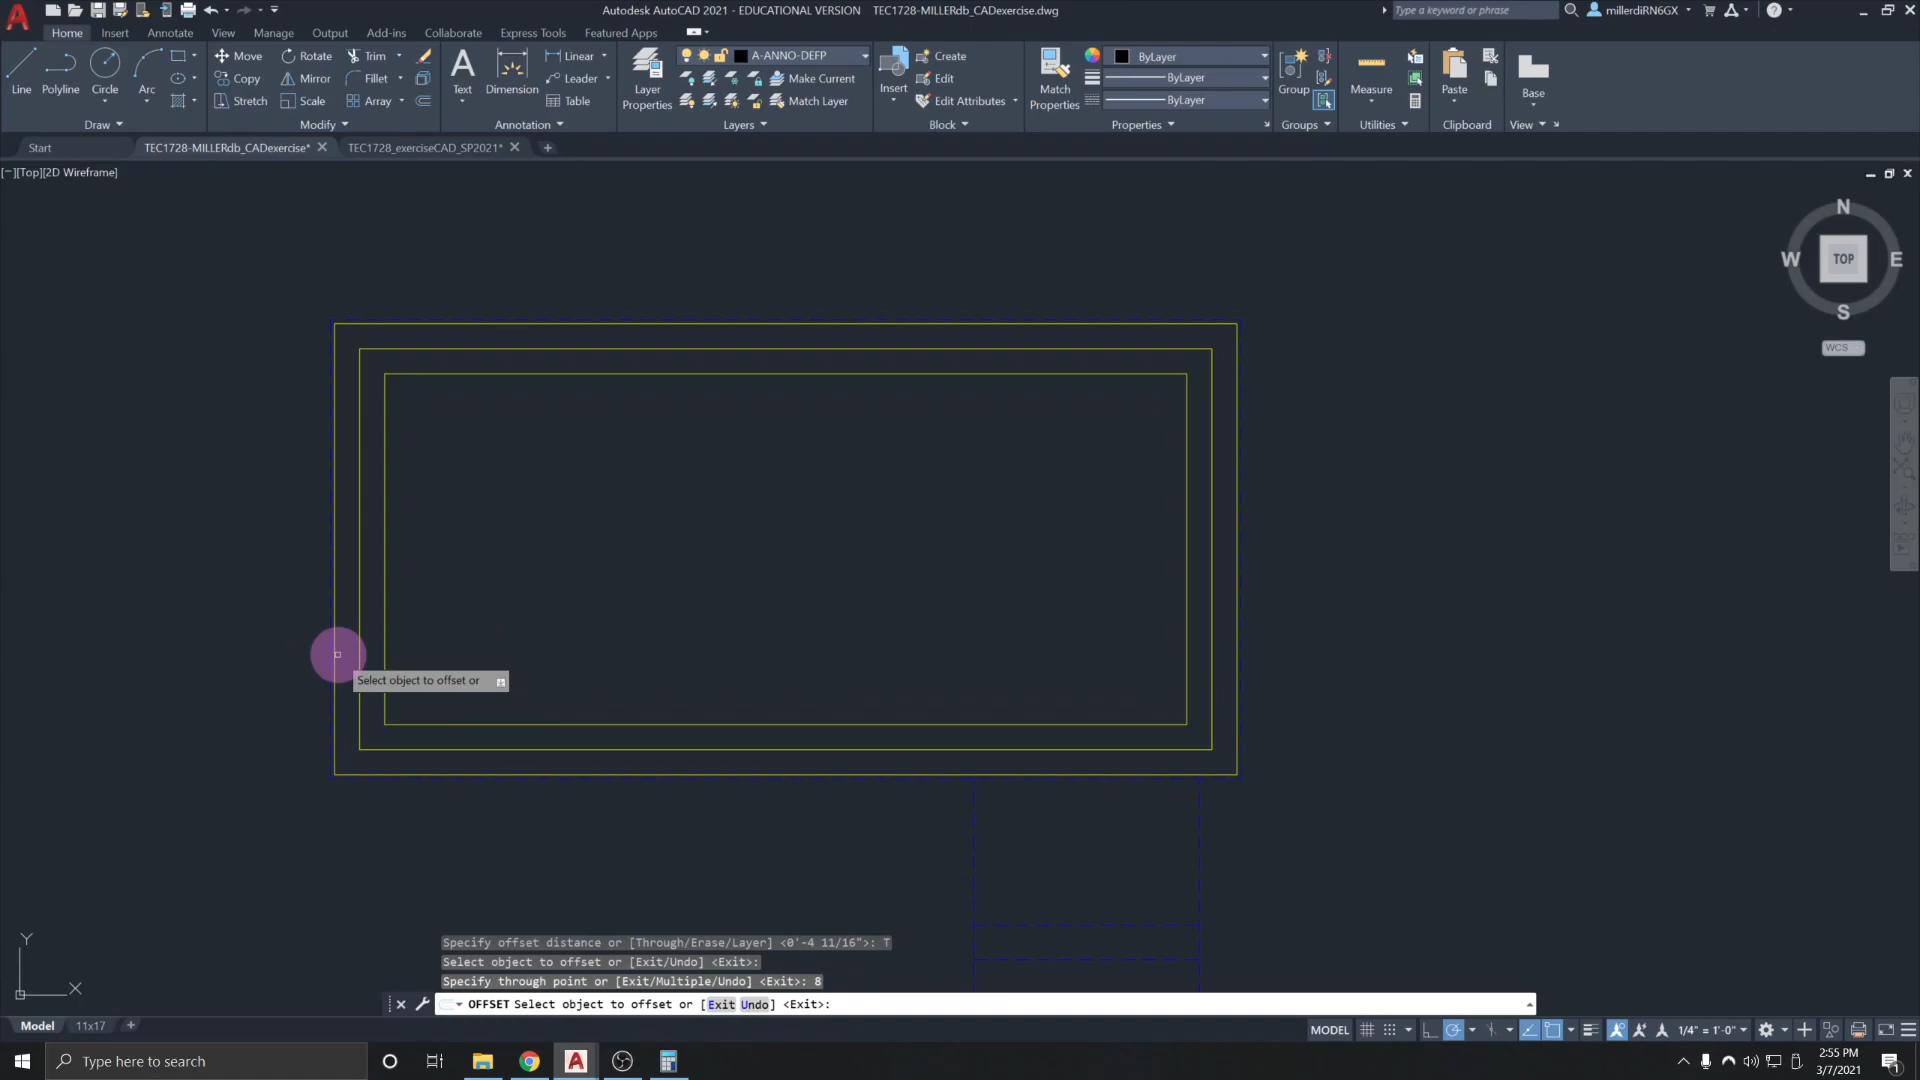 Autodesk AutoCAD 2021 - EDUCATIONAL VERSION TEC1728-MILLERdb_CADexercise.dwg
Type a keyword or phrase
millerdiRN6GX
Home Insert Annotate View Manage Output Add-ins Collaborate Express Tools Featured Apps
Line Polyline Circle Arc
Move Rotate Trim
Copy Mirror Fillet
Stretch Scale Array
Text Dimension
Linear
Leader
Table
Layer Properties
A-ANNO-DEFP
Make Current
Match Layer
Insert
Create
Edit
Edit Attributes
Match Properties
ByLayer
ByLayer
ByLayer
Group
Measure
Paste
Base
Draw Modify Annotation Layers Block Properties Groups Utilities Clipboard View
Start TEC1728-MILLERdb_CADexercise* TEC1728_exerciseCAD_SP2021*
[−][Top][2D Wireframe]
N
W TOP E
S
WCS
Select object to offset or
Y
X
Specify offset distance or [Through/Erase/Layer] <0'-4 11/16">: T
Select object to offset or [Exit/Undo] <Exit>:
Specify through point or [Exit/Multiple/Undo] <Exit>: 8
OFFSET Select object to offset or [Exit Undo] <Exit>:
Model 11x17
MODEL 1/4" = 1'-0"
Type here to search
2:55 PM
3/7/2021
1